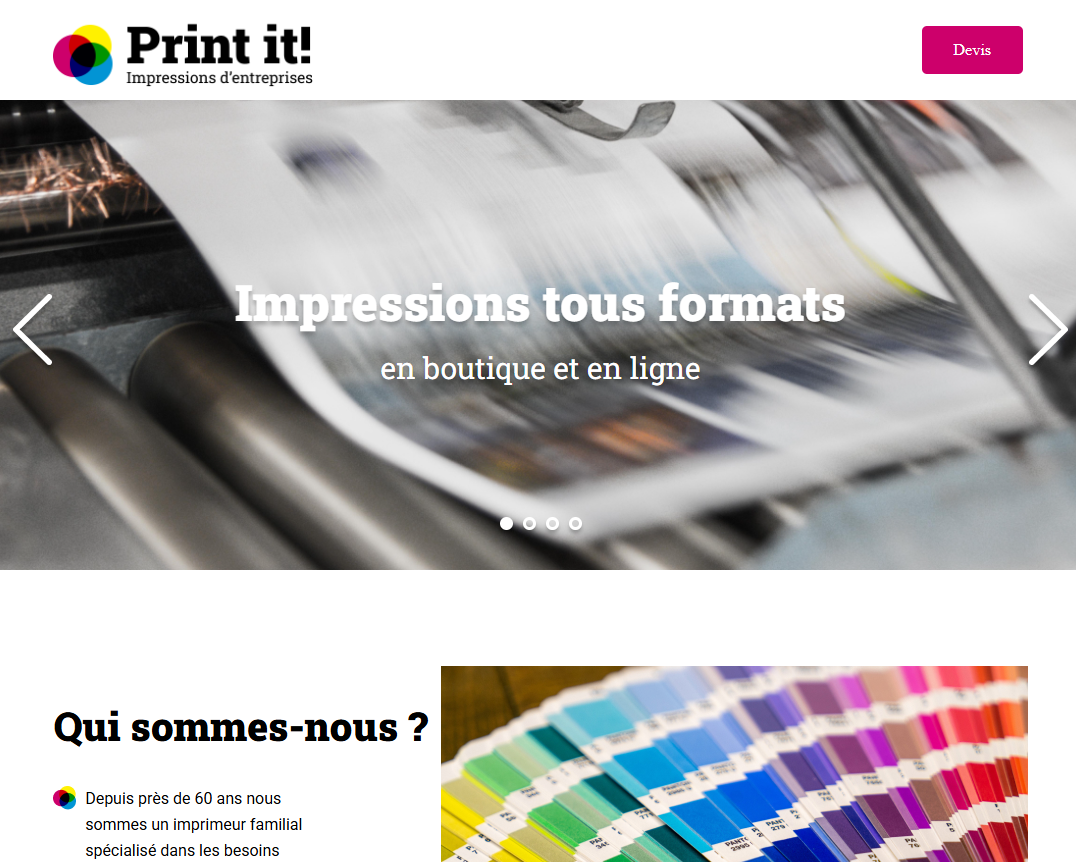 Print it!
Impressions d'entreprises
Devis
Impressions tous formats
en boutique et en ligne
Qui sommes-nous ?
Depuis près de 60 ans nous
sommes un imprimeur familial
spécialisé dans les besoins